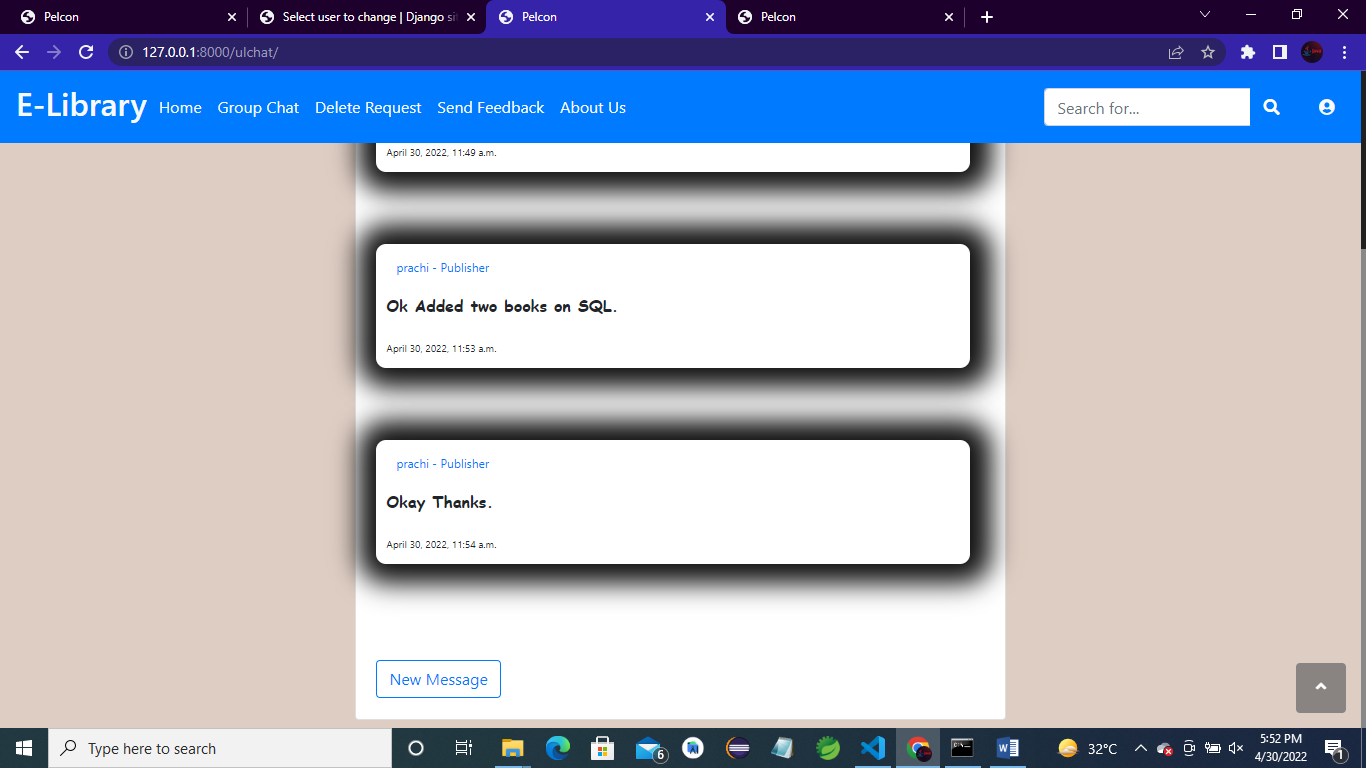 Pelcon
Select user to change | Django si
Pelcon
Pelcon
127.0.0.1:8000/ulchat/
E-Library Home Group Chat Delete Request Send Feedback About Us Search for...
April 30, 2022, 11:49 a.m.
prachi - Publisher
Ok Added two books on SQL.
April 30, 2022, 11:53 a.m.
prachi - Publisher
Okay Thanks.
April 30, 2022, 11:54 a.m.
New Message
Type here to search
6
32°C
5:52 PM
4/30/2022
1